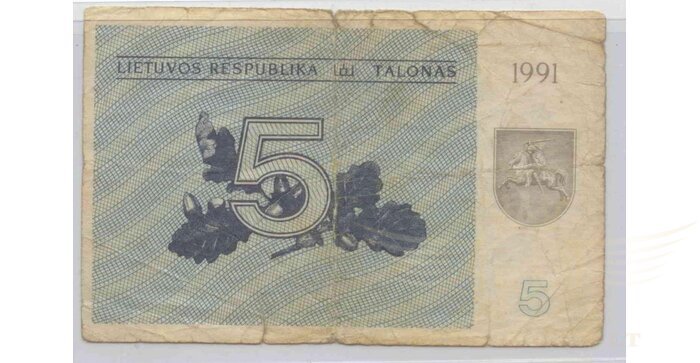 LIETUVOS RESPUBLIKA TALONAS
1991
5
5